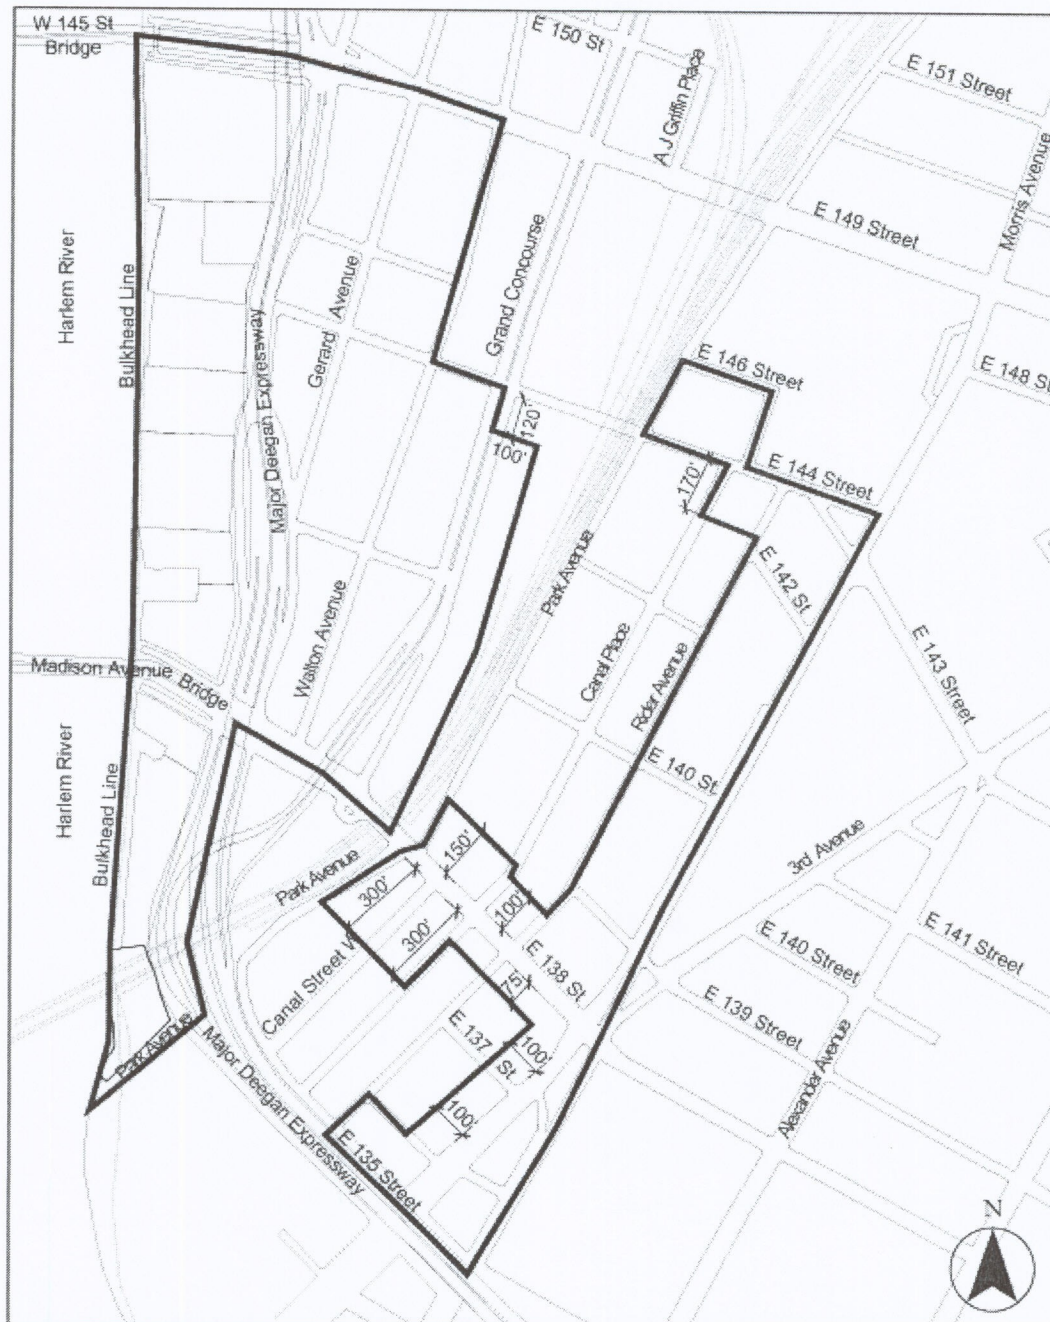 W 145 St
Bridge
E 150 St
A J Griffin Place
E 151 Street
Morris Avenue
E 149 Street
Harlem River
Bulkhead Line
Major Deegan Expressway
Gerard Avenue
Grand Concourse
E 146 Street
E 148 St
120'
100'
E 144 Street
170'
Park Avenue
E 142 St
Walton Avenue
Canal Place
Rider Avenue
E 143 Street
Madison Avenue Bridge
E 140 St
Harlem River
Bulkhead Line
150'
3rd Avenue
Park Avenue
300'
100'
300'
Canal Street W
E 138 St
E 140 Street
E 141 Street
75'
E 139 Street
E 137 St
100'
Park Avenue
Major Deegan Expressway
100'
Alexander Avenue
E 135 Street
N